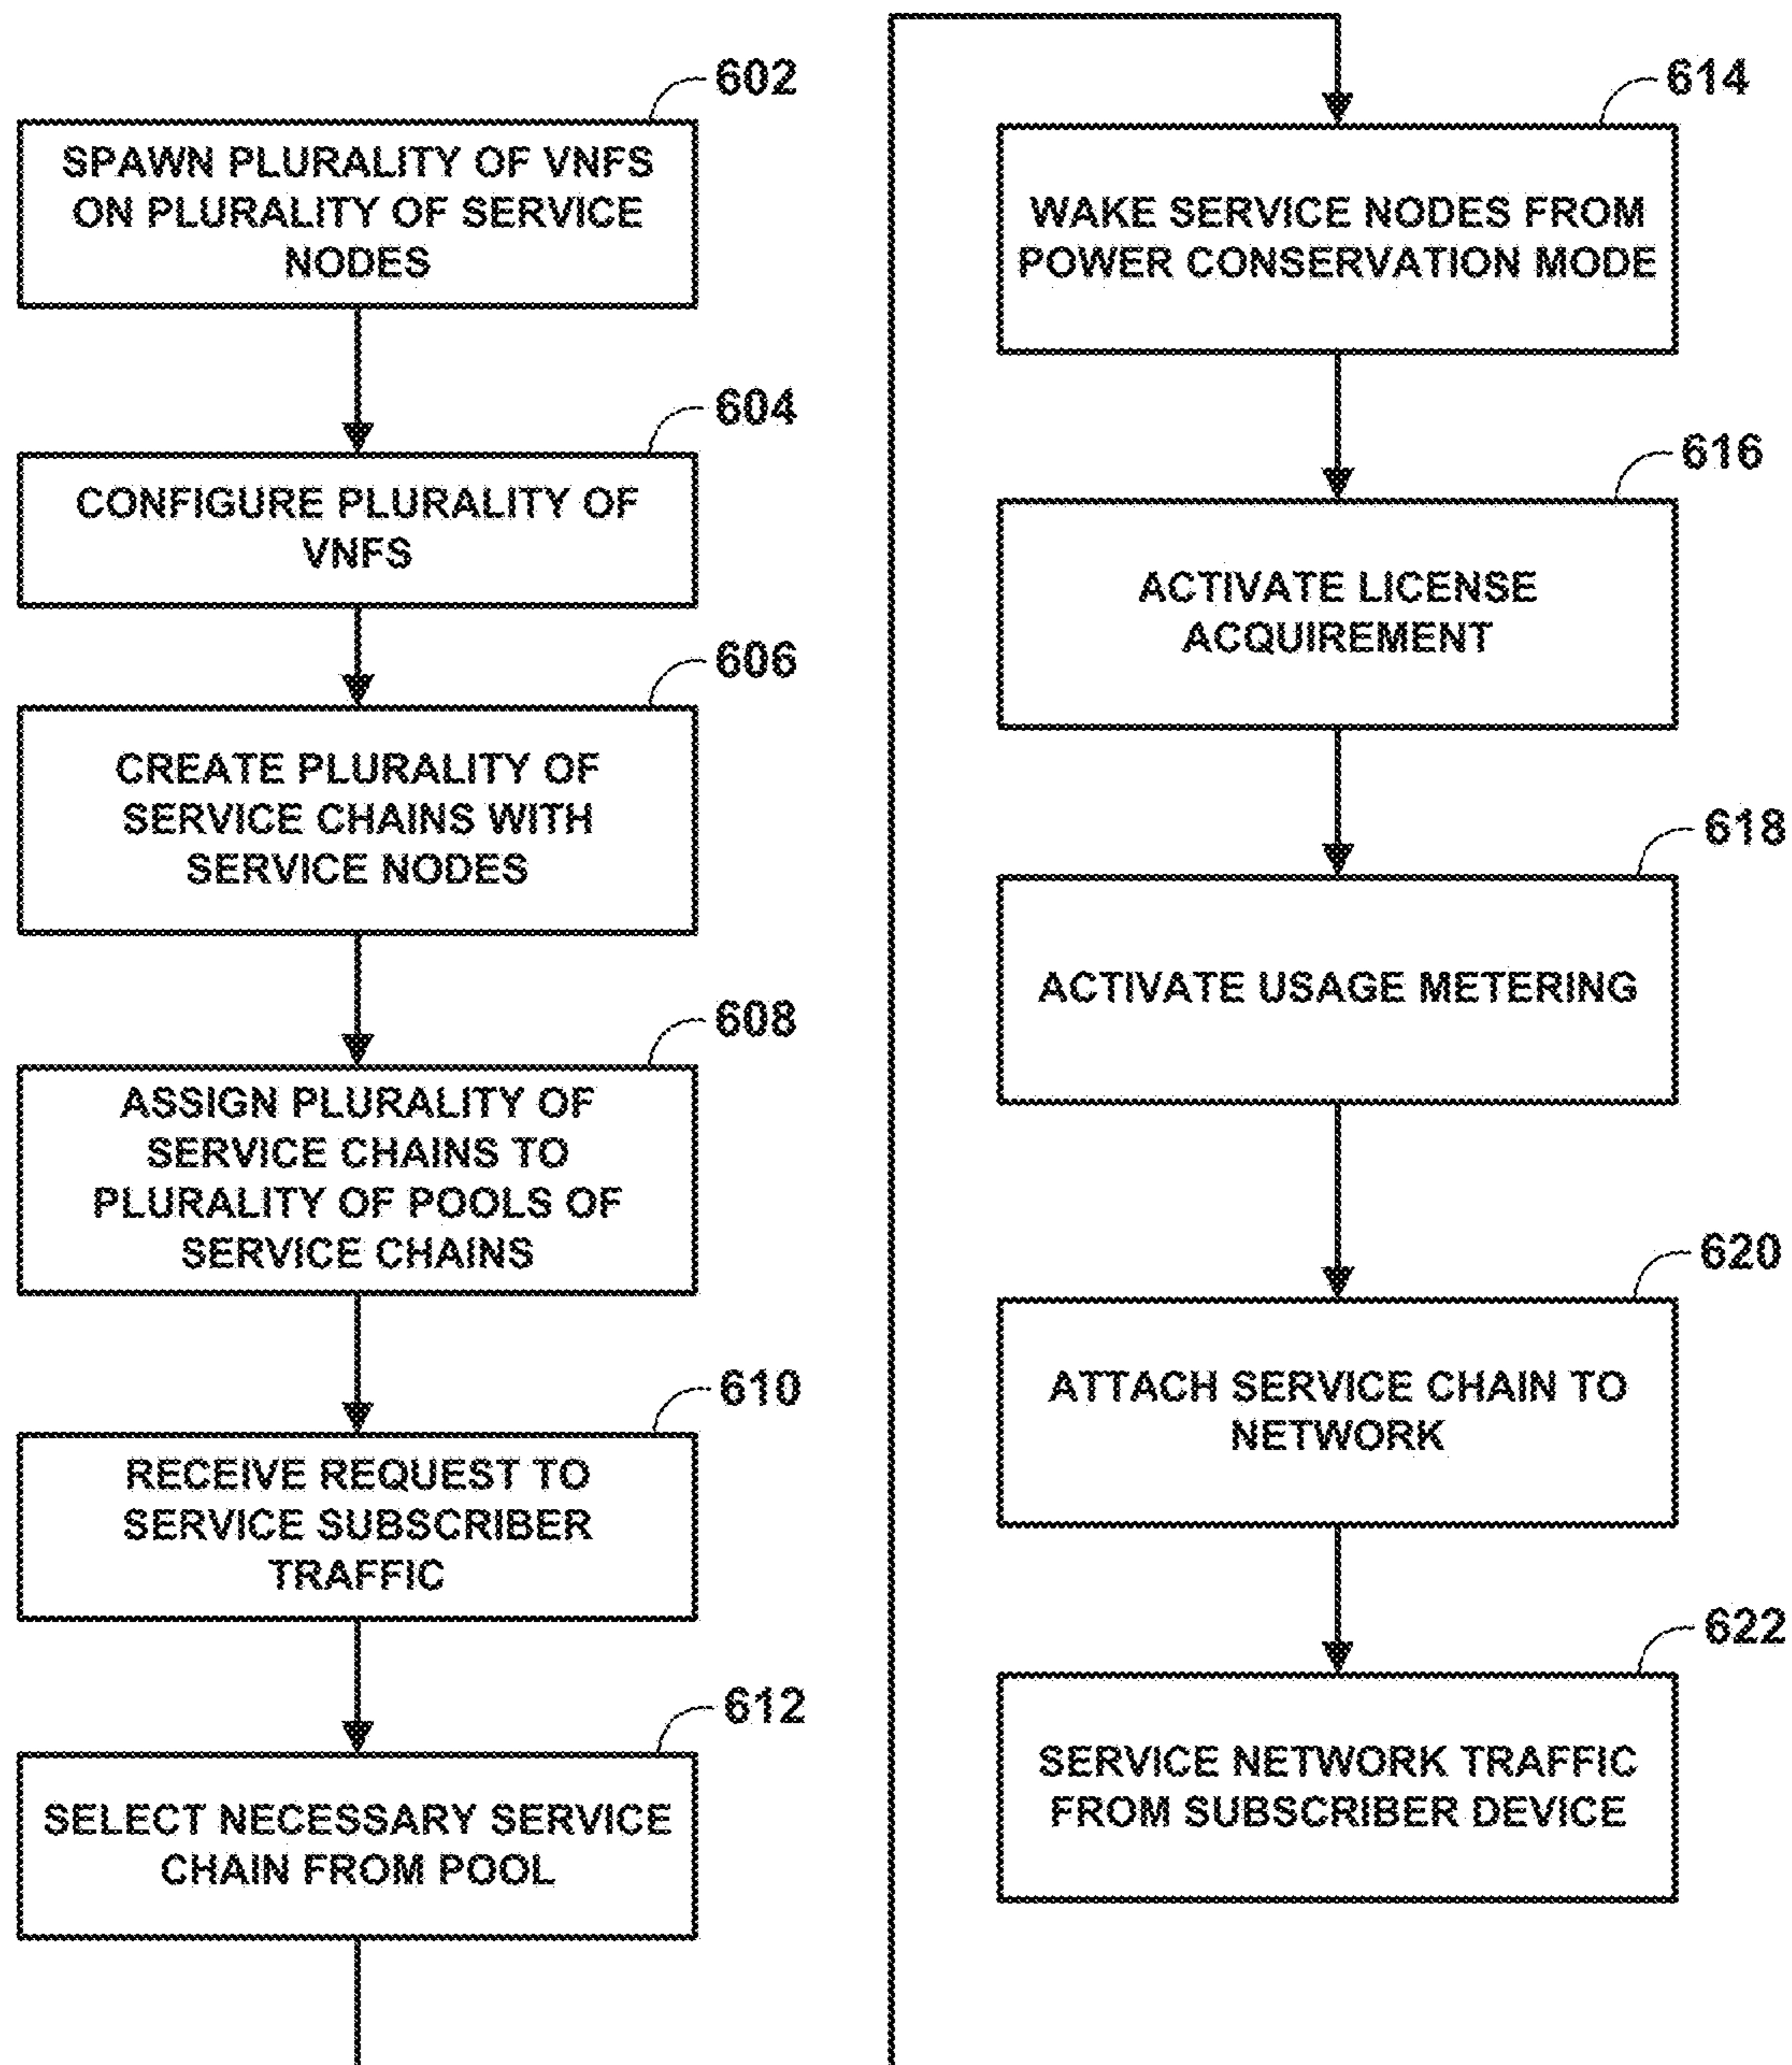 602
SPAWN PLURALITY OF VNFS
ON PLURALITY OF SERVICE
NODES
604
CONFIGURE PLURALITY OF
VNFS
606
CREATE PLURALITY OF
SERVICE CHAINS WITH
SERVICE NODES
608
ASSIGN PLURALITY OF
SERVICE CHAINS TO
PLURALITY OF POOLS OF
SERVICE CHAINS
610
RECEIVE REQUEST TO
SERVICE SUBSCRIBER
TRAFFIC
612
SELECT NECESSARY SERVICE
CHAIN FROM POOL
614
WAKE SERVICE NODES FROM
POWER CONSERVATION MODE
616
ACTIVATE LICENSE
ACQUIREMENT
618
ACTIVATE USAGE METERING
620
ATTACH SERVICE CHAIN TO
NETWORK
622
SERVICE NETWORK TRAFFIC
FROM SUBSCRIBER DEVICE